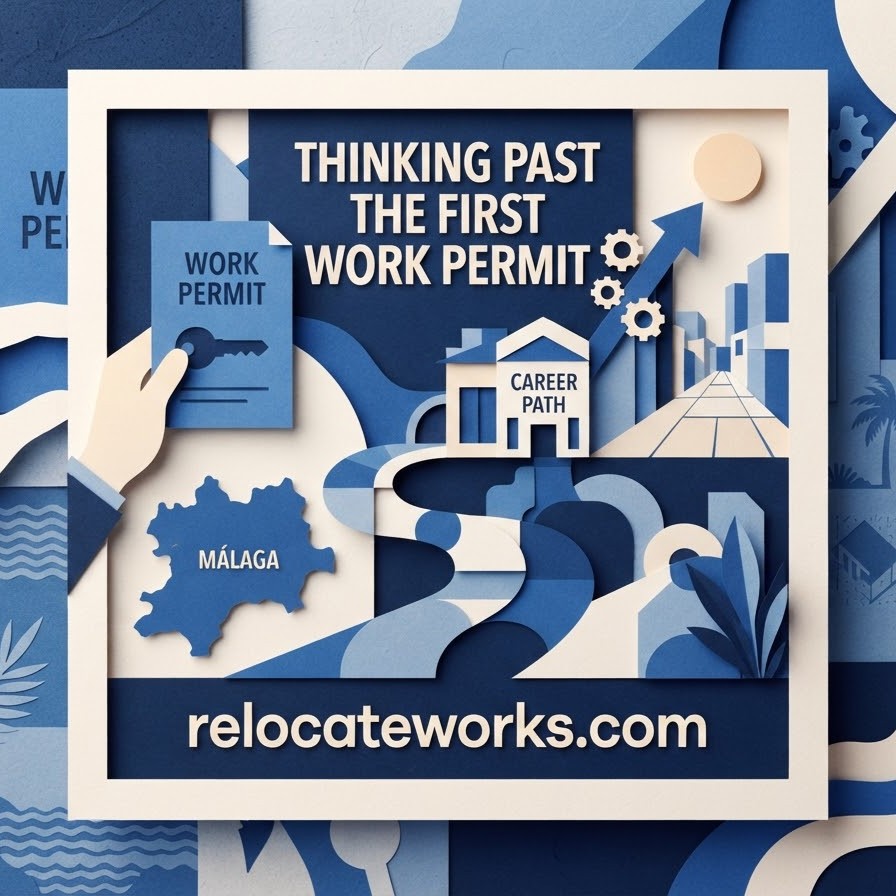 THINKING PAST
THE FIRST
WORK PERMIT
WORK
PERMIT
CAREER
PATH
MÁLAGA
relocateworks.com